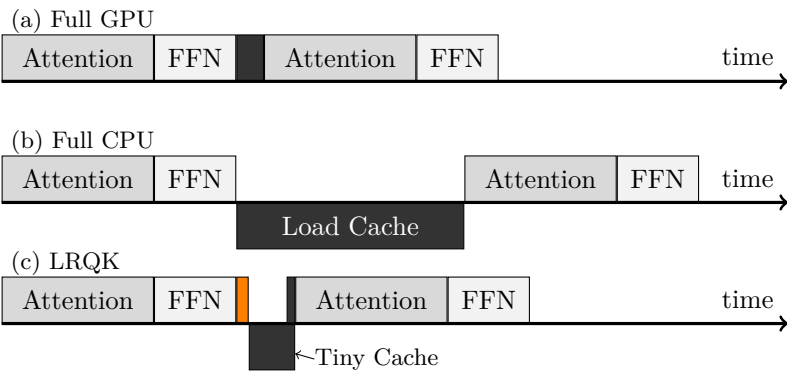 (a) Full GPU
Attention FFN Attention FFN time
(b) Full CPU
Attention FFN Attention FFN time
Load Cache
(c) LRQK
Attention FFN Attention FFN time
Tiny Cache